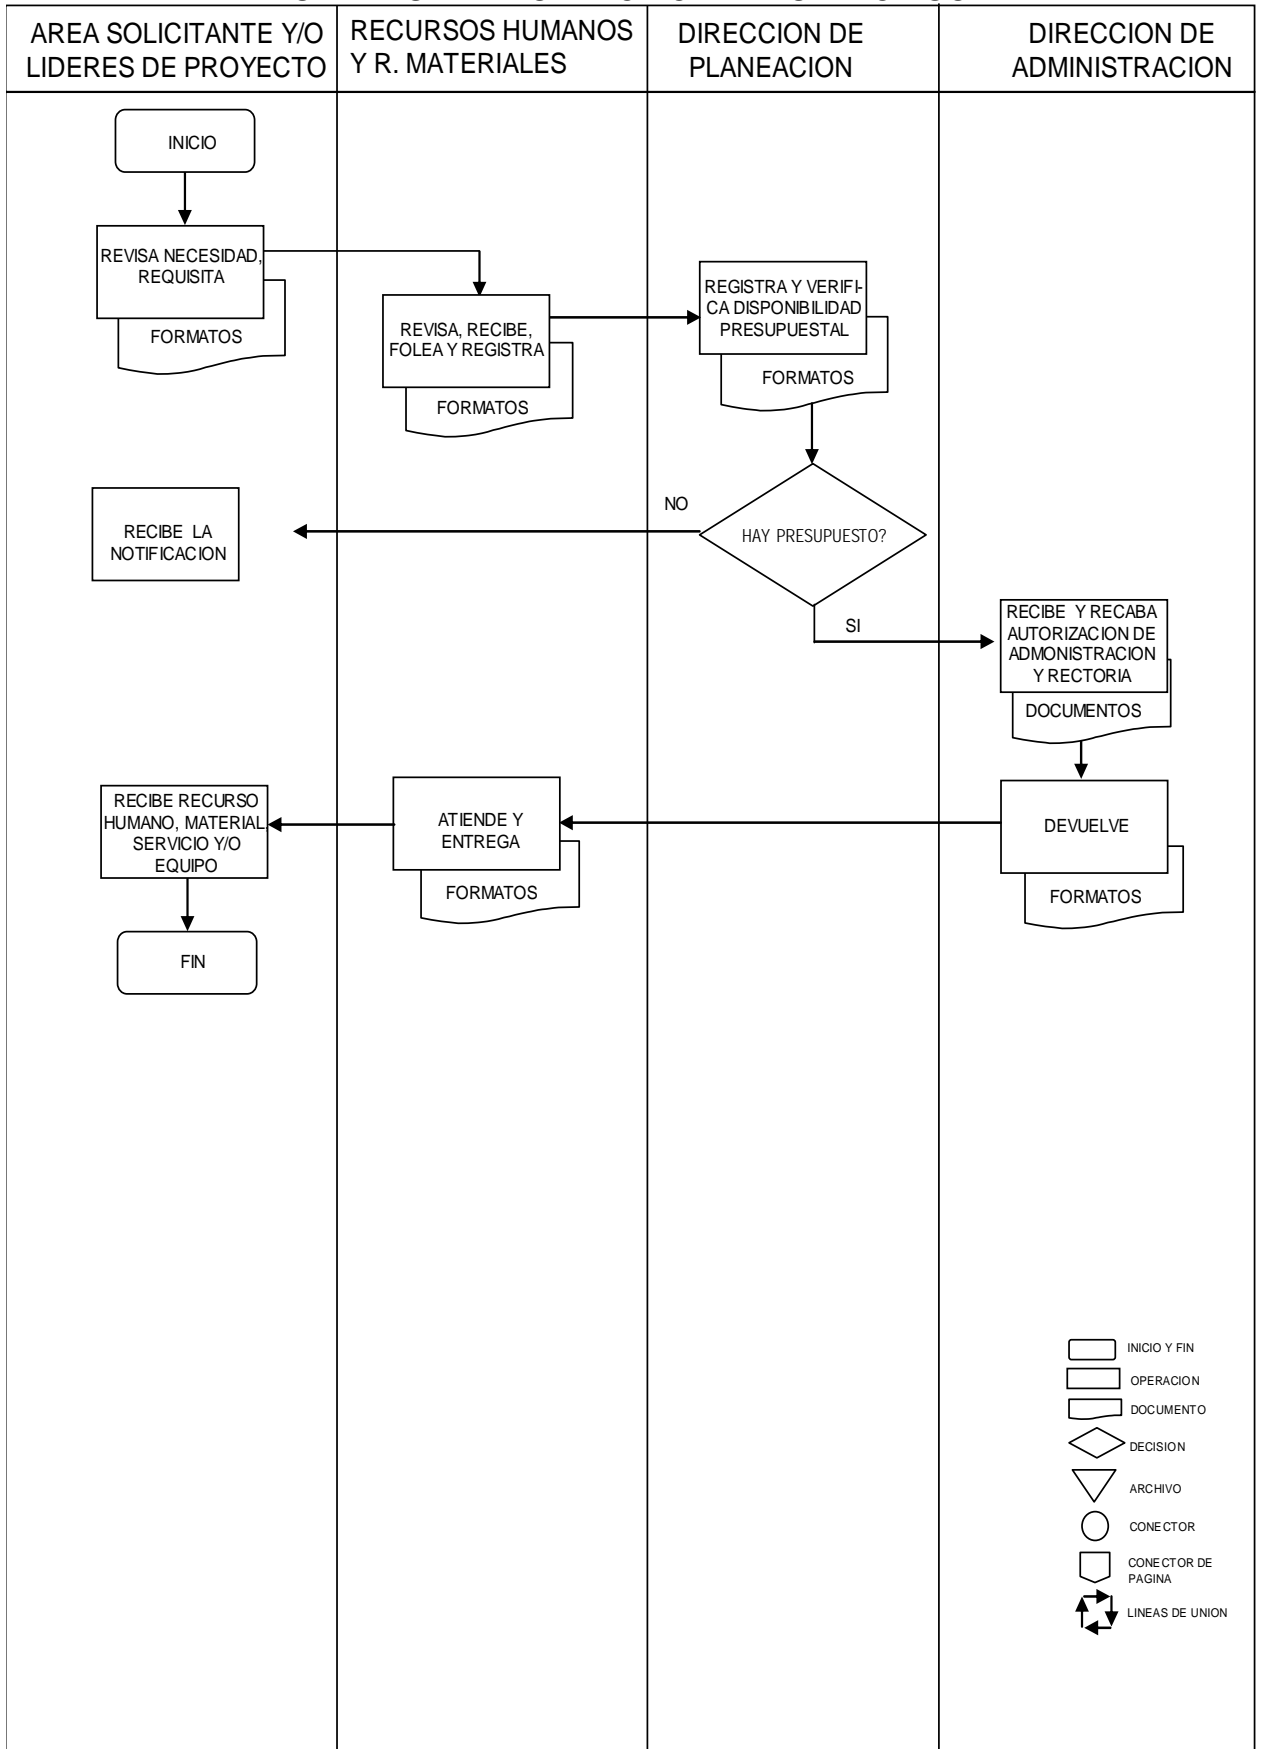 AREA SOLICITANTE Y/O
LIDERES DE PROYECTO
RECURSOS HUMANOS
Y R. MATERIALES
DIRECCION DE
PLANEACION
DIRECCION DE
ADMINISTRACION
INICIO
REVISA NECESIDAD,
REQUISITA
FORMATOS
REVISA, RECIBE,
FOLEA Y REGISTRA
FORMATOS
REGISTRA Y VERIFI-
CA DISPONIBILIDAD
PRESUPUESTAL
FORMATOS
HAY PRESUPUESTO?
NO
RECIBE LA
NOTIFICACION
SI
RECIBE Y RECABA
AUTORIZACION DE
ADMONISTRACION
Y RECTORIA
DOCUMENTOS
DEVUELVE
FORMATOS
ATIENDE Y
ENTREGA
FORMATOS
RECIBE RECURSO
HUMANO, MATERIAL,
SERVICIO Y/O
EQUIPO
FIN
INICIO Y FIN
OPERACION
DOCUMENTO
DECISION
ARCHIVO
CONECTOR
CONECTOR DE
PAGINA
LINEAS DE UNION